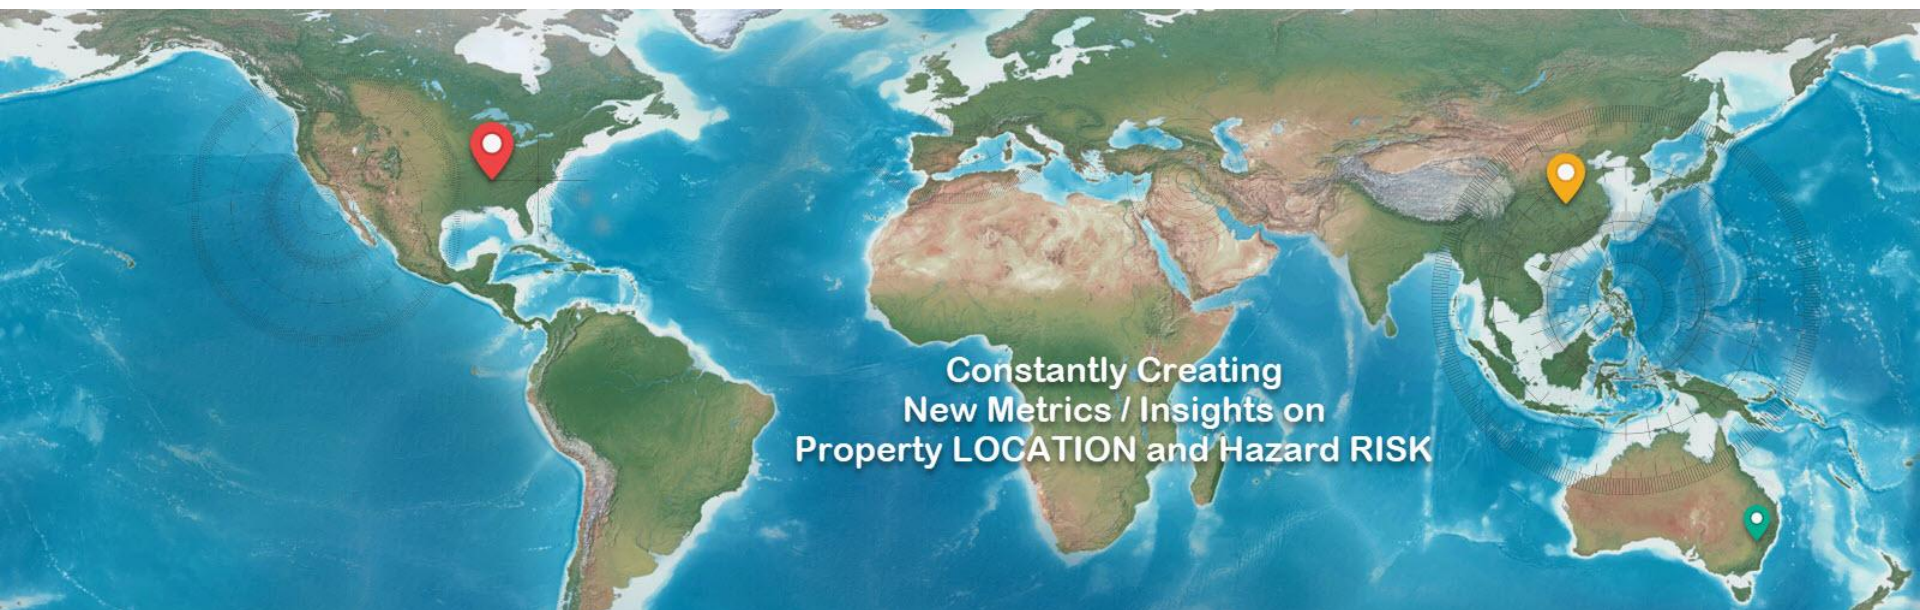 Constantly Creating
New Metrics / Insights on
Property LOCATION and Hazard RISK